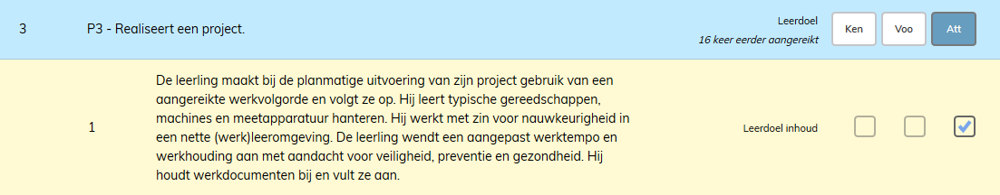 3 P3 - Realiseert een project. Leerdoel Ken Voo Att
16 keer eerder aangereikt
De leerling maakt bij de planmatige uitvoering van zijn project gebruik van een
aangereikte werkvolgorde en volgt ze op. Hij leert typische gereedschappen,
machines en meetapparatuur hanteren. Hij werkt met zin voor nauwkeurigheid in
1 een nette (werk)leeromgeving. De leerling wendt een aangepast werktempo en Leerdoel inhoud
werkhouding aan met aandacht voor veiligheid, preventie en gezondheid. Hij
houdt werkdocumenten bij en vult ze aan.